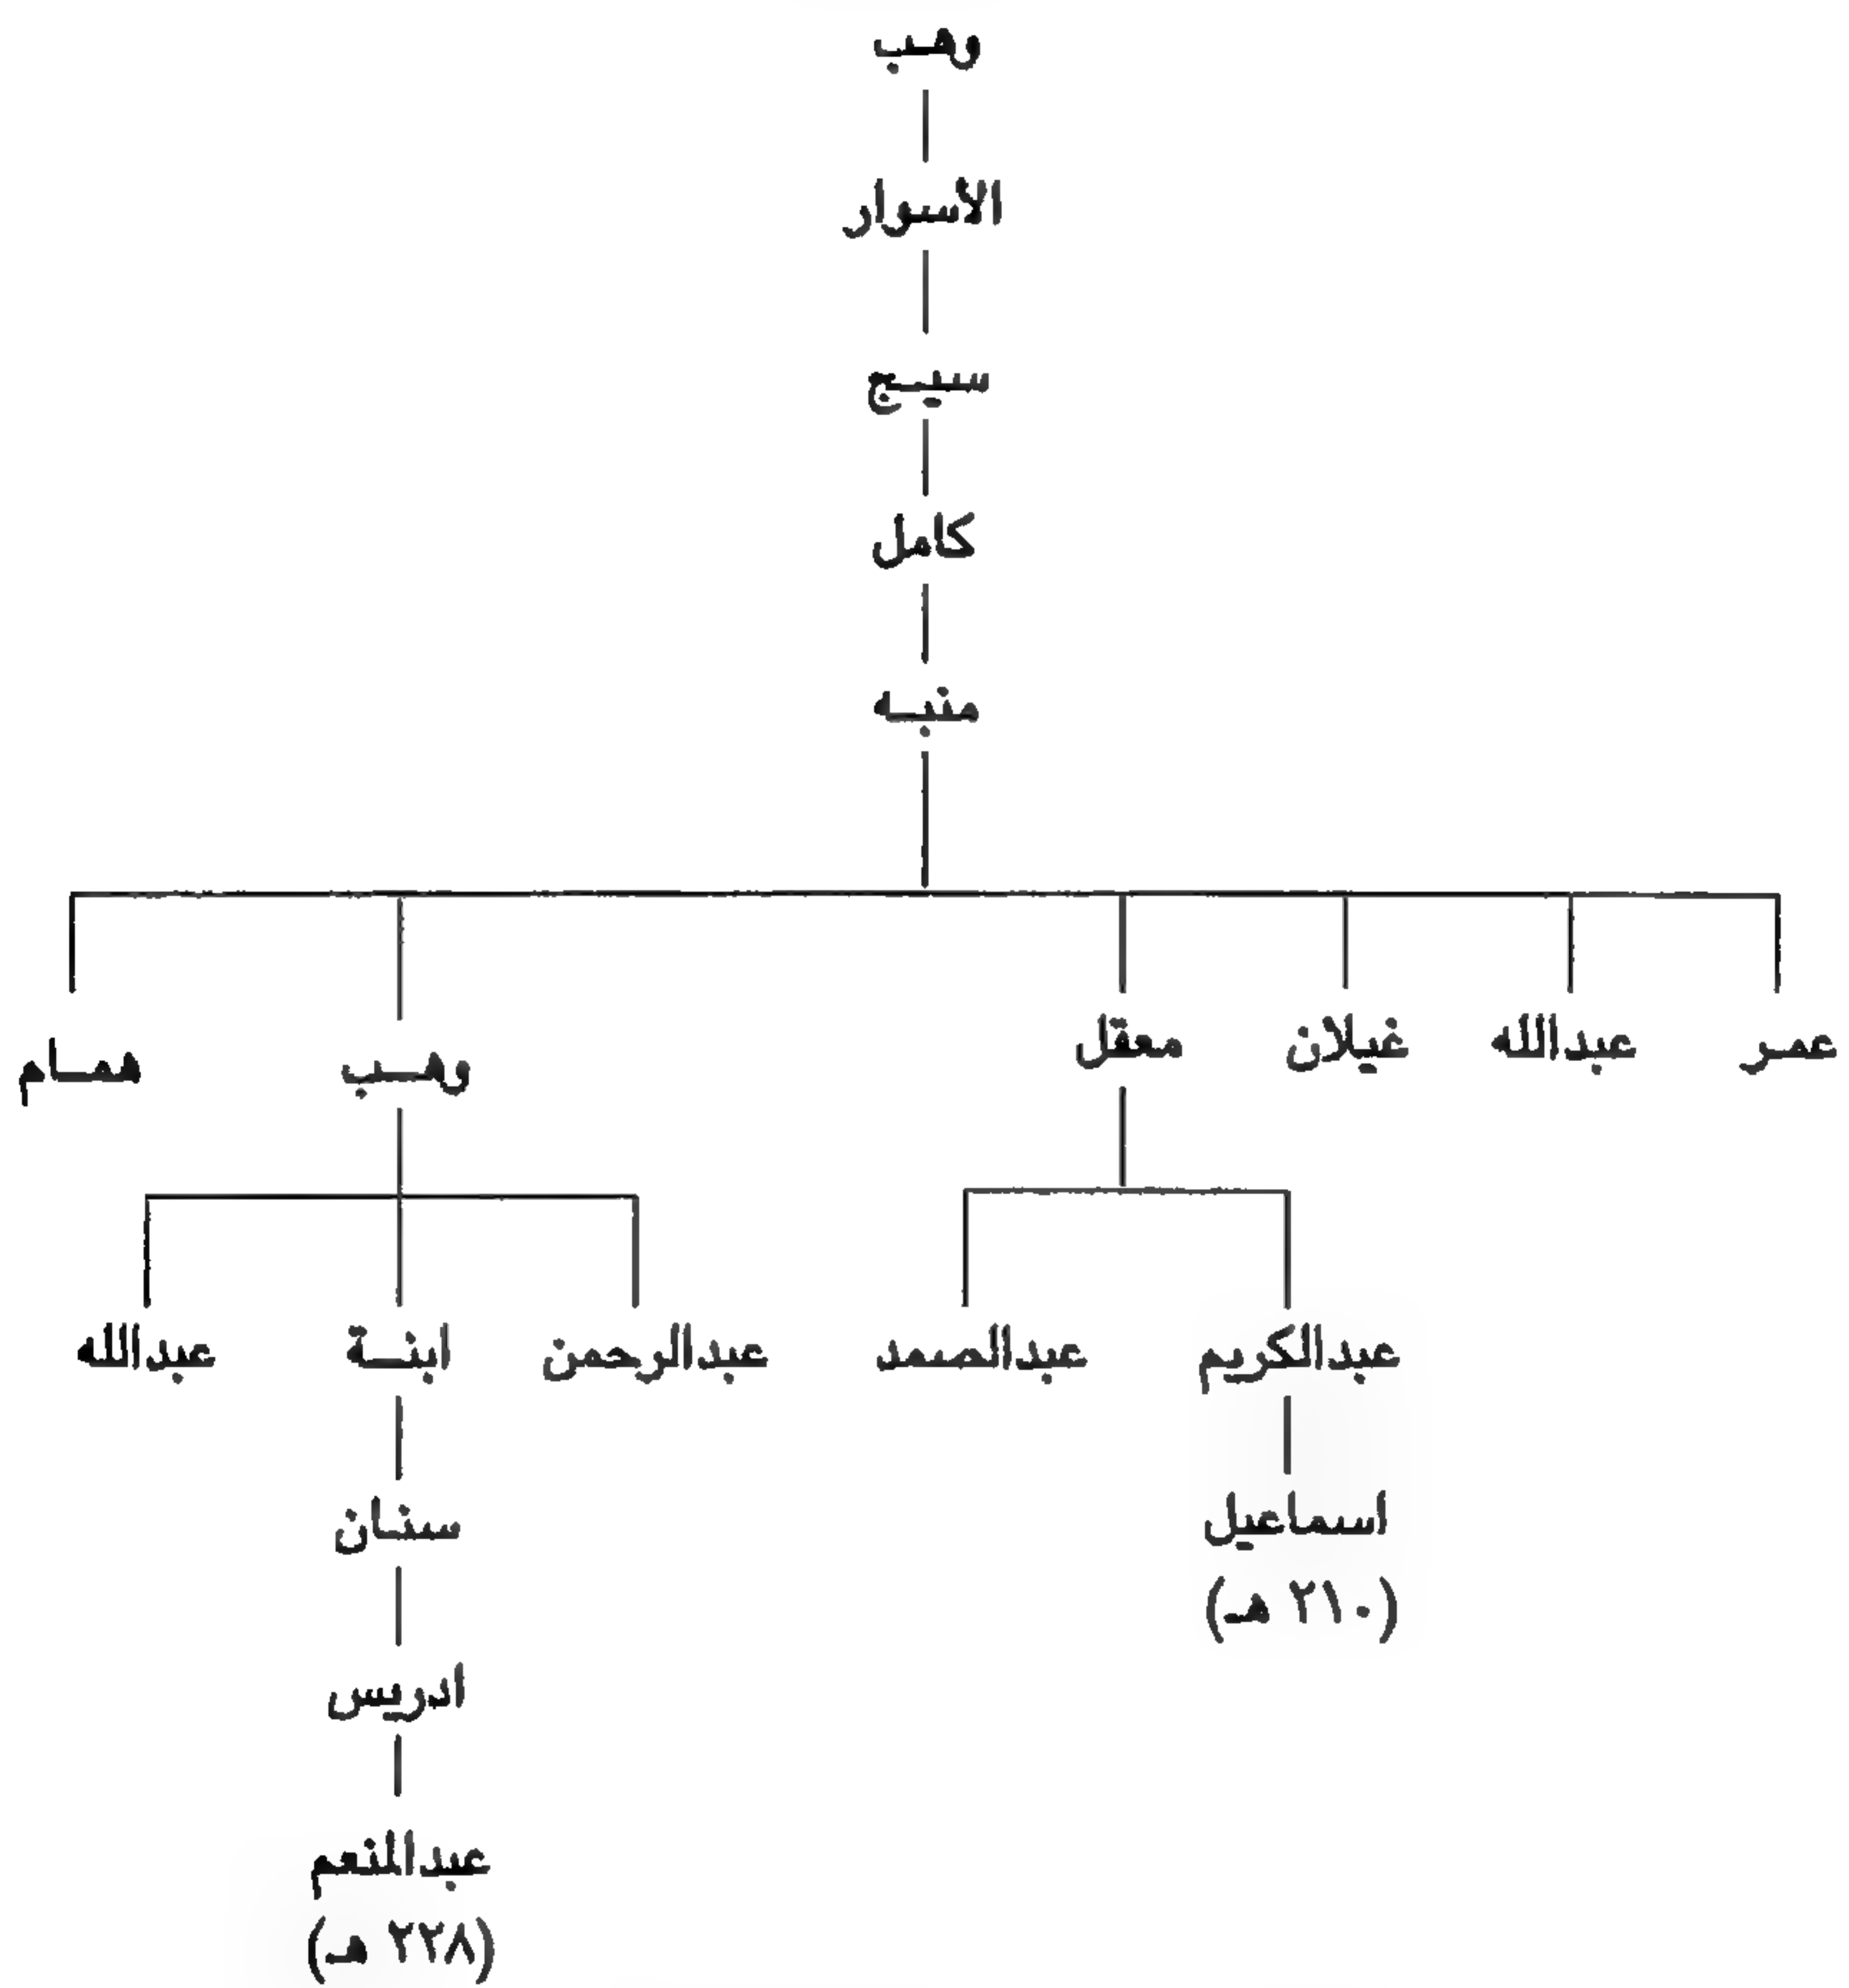 وهب
الأسوار
سيج
كامل
منبه
عمر عبدالله غيلان معقل وهب همام
عبدالكريم عبدالصمد عبدالرحمن ابنة عبدالله
اسماعيل سنان
(٢١٠ هـ)
ادريس
عبدالمنعم
(٢٢٨ هـ)